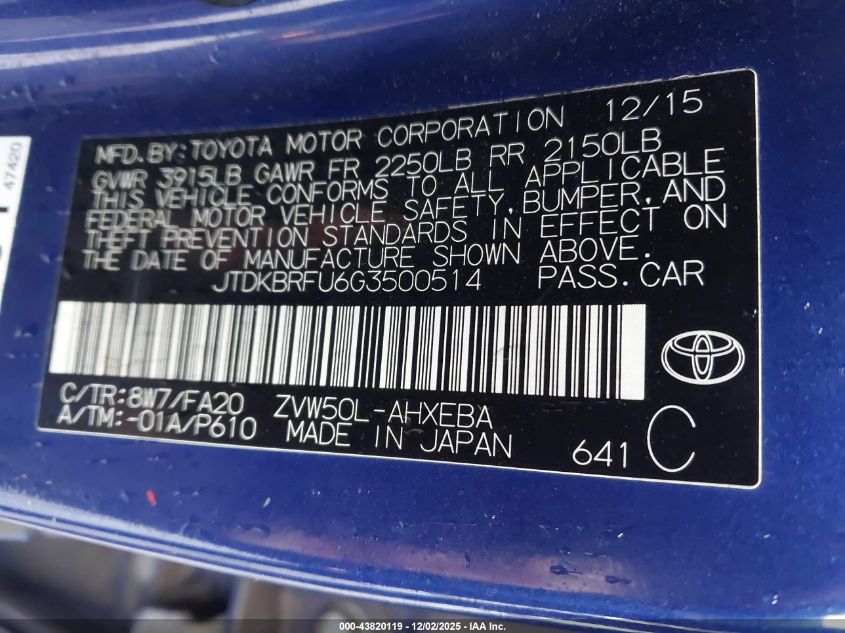 12/15
MFD.BY:TOYOTA MOTOR CORPORATION
GVWR 3915LB GAWR FR 2250LB RR 2150LB
THIS VEHICLE CONFORMS TO ALL APPLICABLE
FEDERAL MOTOR VEHICLE SAFETY,BUMPER,AND
THEFT PREVENTION STANDARDS IN EFFECT ON
THE DATE OF MANUFACTURE SHOWN ABOVE.
JTDKBRFU6G3500514 PASS.CAR
C/TR:8W7/FA20 ZVW50L-AHXEBA
A/TM:-01A/P610 MADE IN JAPAN
641 C
47420
000-43820119 - 12/02/2025 - IAA Inc.